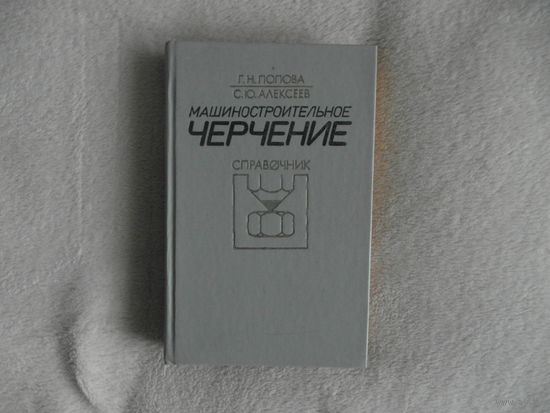 Г.Н. ПОПОВА
С.Ю. АЛЕКСЕЕВ
МАШИНОСТРОИТЕЛЬНОЕ
ЧЕРЧЕНИЕ
СПРАВОЧНИК